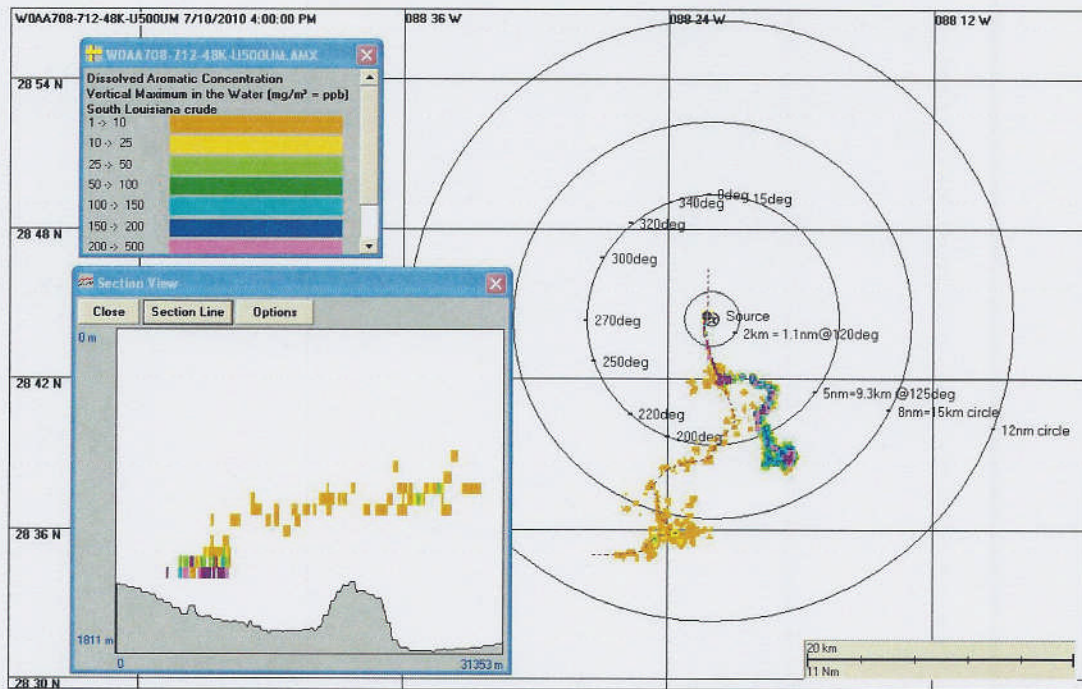 W0AA708-712-48K-U500UM 7/10/2010 4:00:00 PM
088 36 W
088 24 W
088 12 W
W0AA708-712-48K-U500UM.AMX
Dissolved Aromatic Concentration
Vertical Maximum in the Water (mg/m³ = ppb)
South Louisiana crude
1 -> 10
10 -> 25
25 -> 50
50 -> 100
100 -> 150
150 -> 200
200 -> 500
28 54 N
28 48 N
28 42 N
28 36 N
28 30 N
Section View
Close
Section Line
Options
0 m
1811 m
0
31353 m
0deg
15deg
340deg
320deg
300deg
270deg
250deg
220deg
200deg
Source
2km = 1.1nm@120deg
5nm=9.3km @125deg
8nm=15km circle
12nm circle
20 km
11 Nm